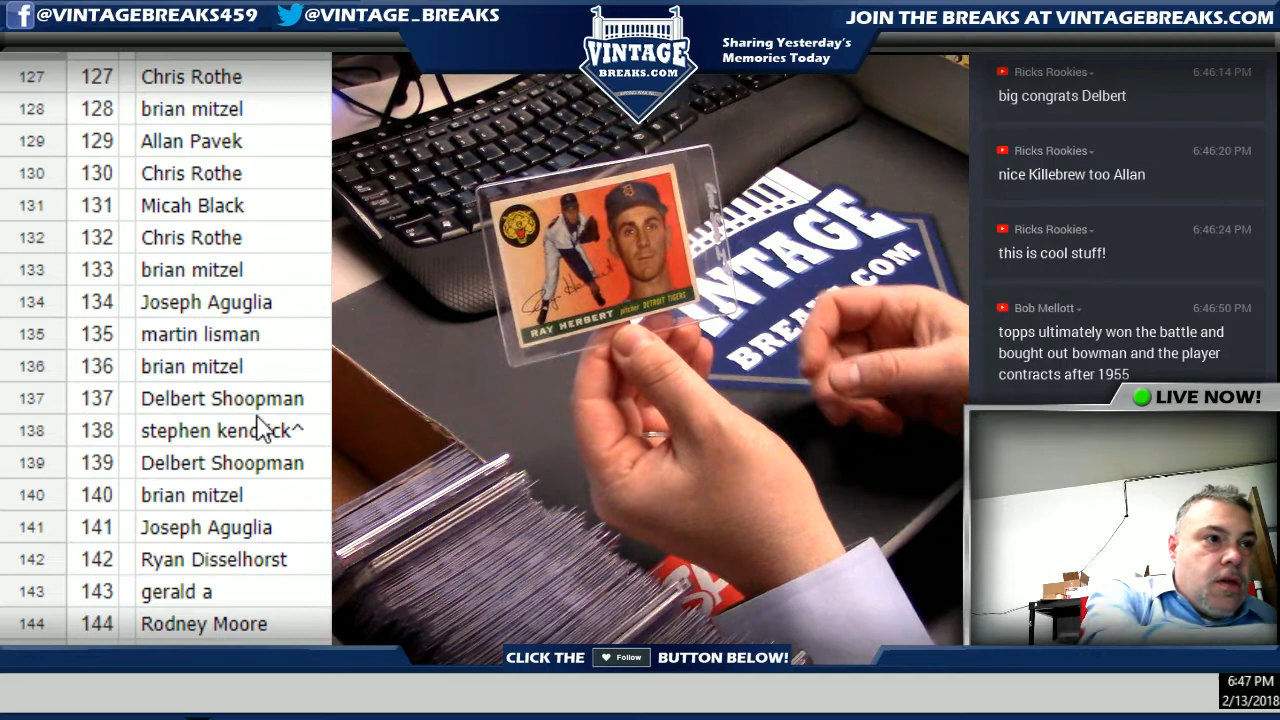 @VINTAGEBREAKS459
@VINTAGE_BREAKS
VINTAGE
BREAKS.COM
Sharing Yesterday's
Memories Today
JOIN THE BREAKS AT VINTAGEBREAKS.COM
127 127 Chris Rothe
128 128 brian mitzel
129 129 Allan Pavek
130 130 Chris Rothe
131 131 Micah Black
132 132 Chris Rothe
133 133 brian mitzel
134 134 Joseph Aguglia
135 135 martin lisman
136 136 brian mitzel
137 137 Delbert Shoopman
138 138 stephen kendrick^
139 139 Delbert Shoopman
140 140 brian mitzel
141 141 Joseph Aguglia
142 142 Ryan Disselhorst
143 143 gerald a
144 144 Rodney Moore
RAY HERBERT pitcher DETROIT TIGERS
Ricks Rookies 6:46:14 PM
big congrats Delbert
Ricks Rookies 6:46:20 PM
nice Killebrew too Allan
Ricks Rookies 6:46:24 PM
this is cool stuff!
Bob Mellott 6:46:50 PM
topps ultimately won the battle and
bought out bowman and the player
contracts after 1955
LIVE NOW!
CLICK THE Follow BUTTON BELOW!
6:47 PM
2/13/2018